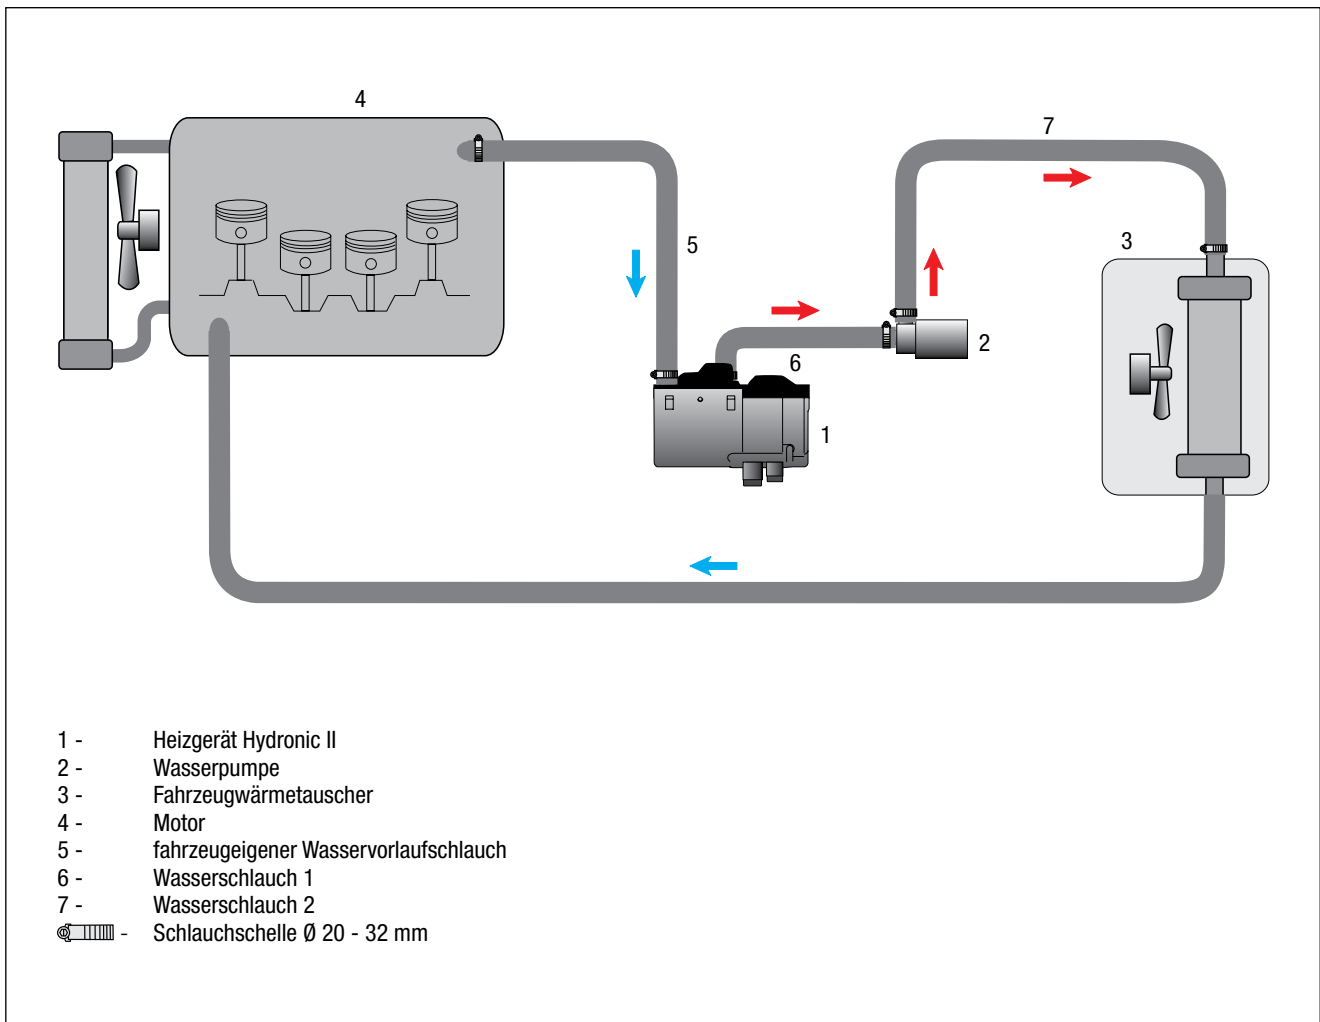 4
7
5
3
2
6
1
1 - Heizgerät Hydronic II
2 - Wasserpumpe
3 - Fahrzeugwärmetauscher
4 - Motor
5 - fahrzeugeigener Wasservorlaufschlauch
6 - Wasserschlauch 1
7 - Wasserschlauch 2
- Schlauchschelle Ø 20 - 32 mm